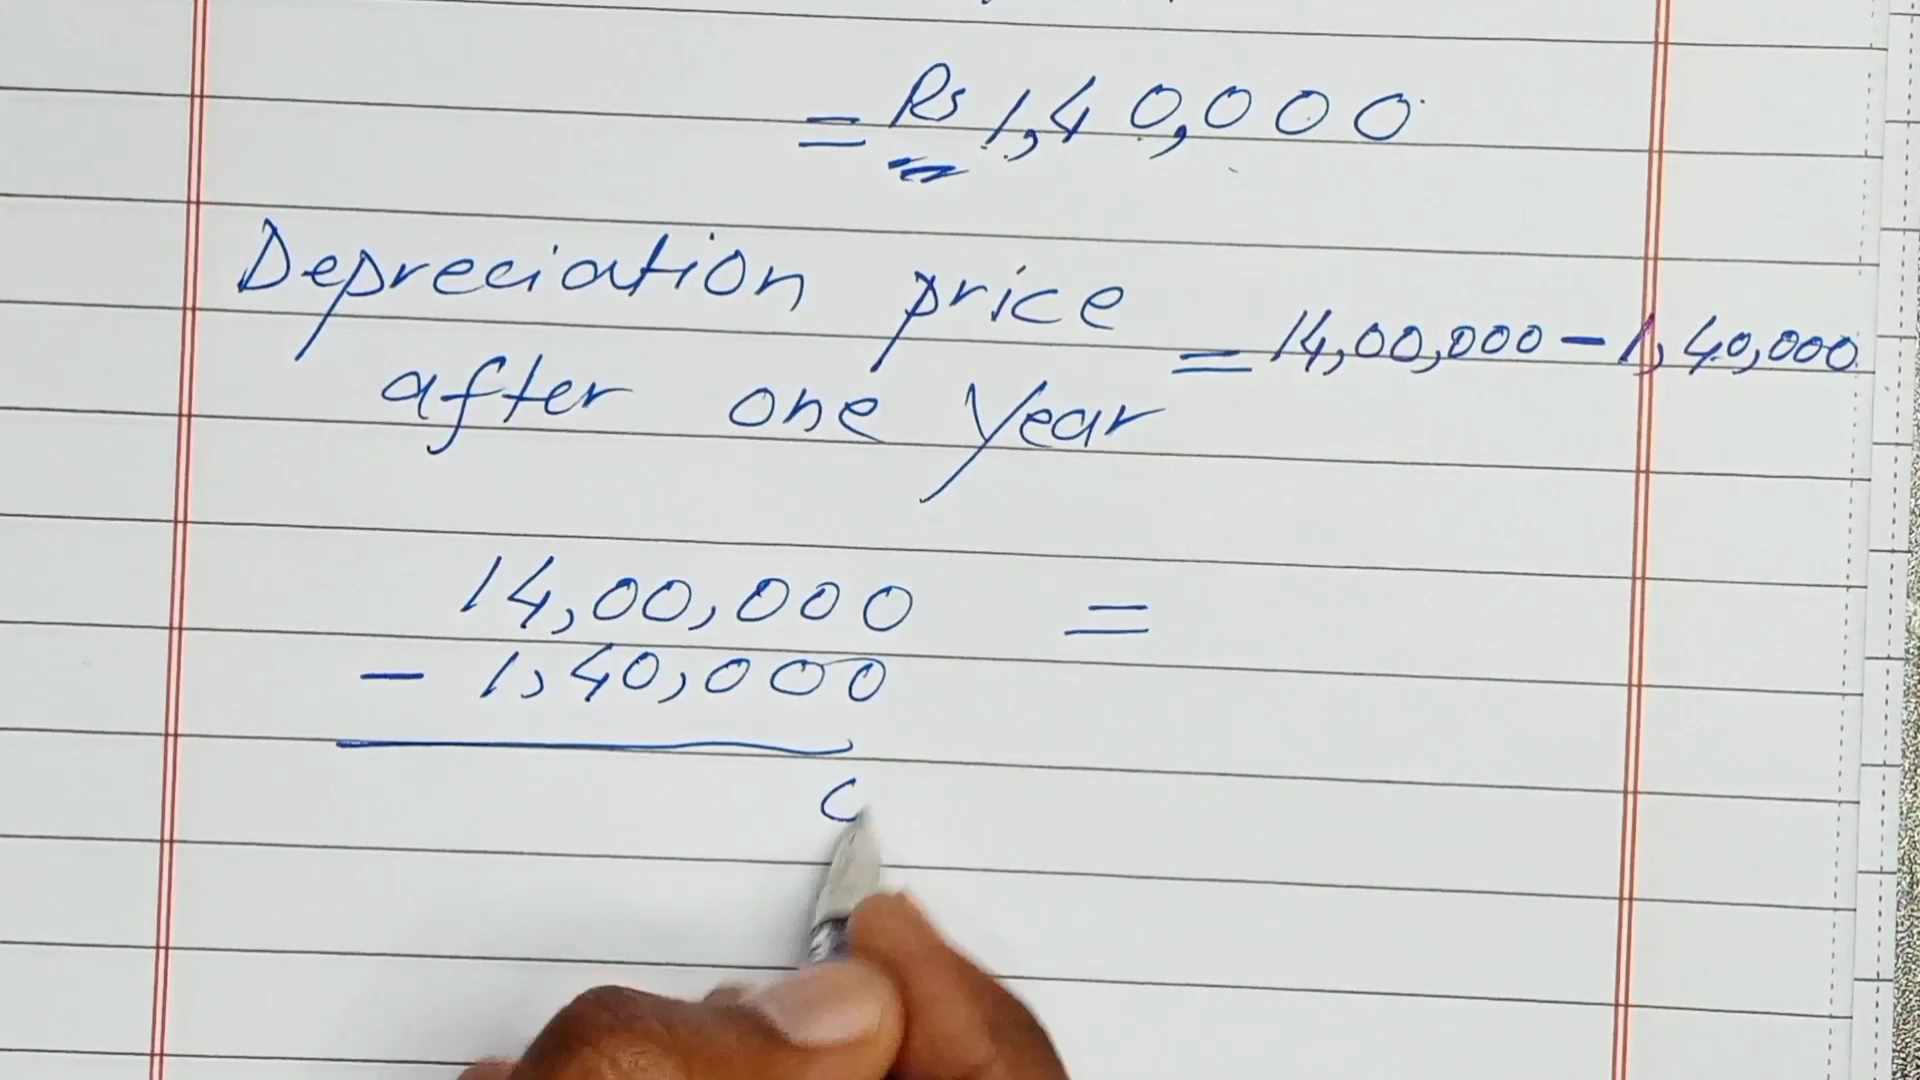 = Rs 1,40,000
Depreciation price
after one year
= 14,00,000 - 1,40,000
14,00,000 =
- 1,40,000